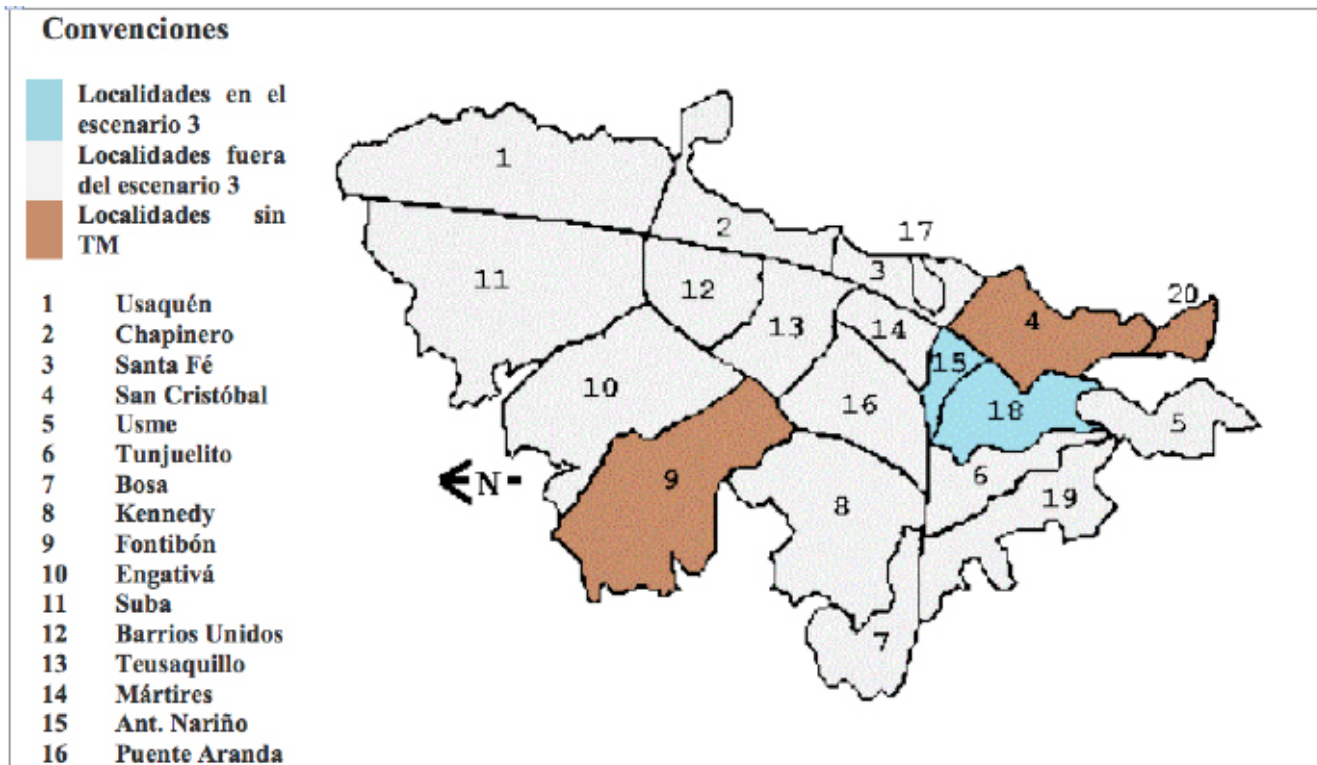 Convenciones
Localidades en el
escenario 3
Localidades fuera
del escenario 3
Localidades sin
TM
1 Usaquén
2 Chapinero
3 Santa Fé
4 San Cristóbal
5 Usme
6 Tunjuelito
7 Bosa
8 Kennedy
9 Fontibón
10 Engativá
11 Suba
12 Barrios Unidos
13 Teusaquillo
14 Mártires
15 Ant. Nariño
16 Puente Aranda
1
2
17
3
11
12
20
4
13
14
15
10
16
18
5
N
9
6
8
19
7